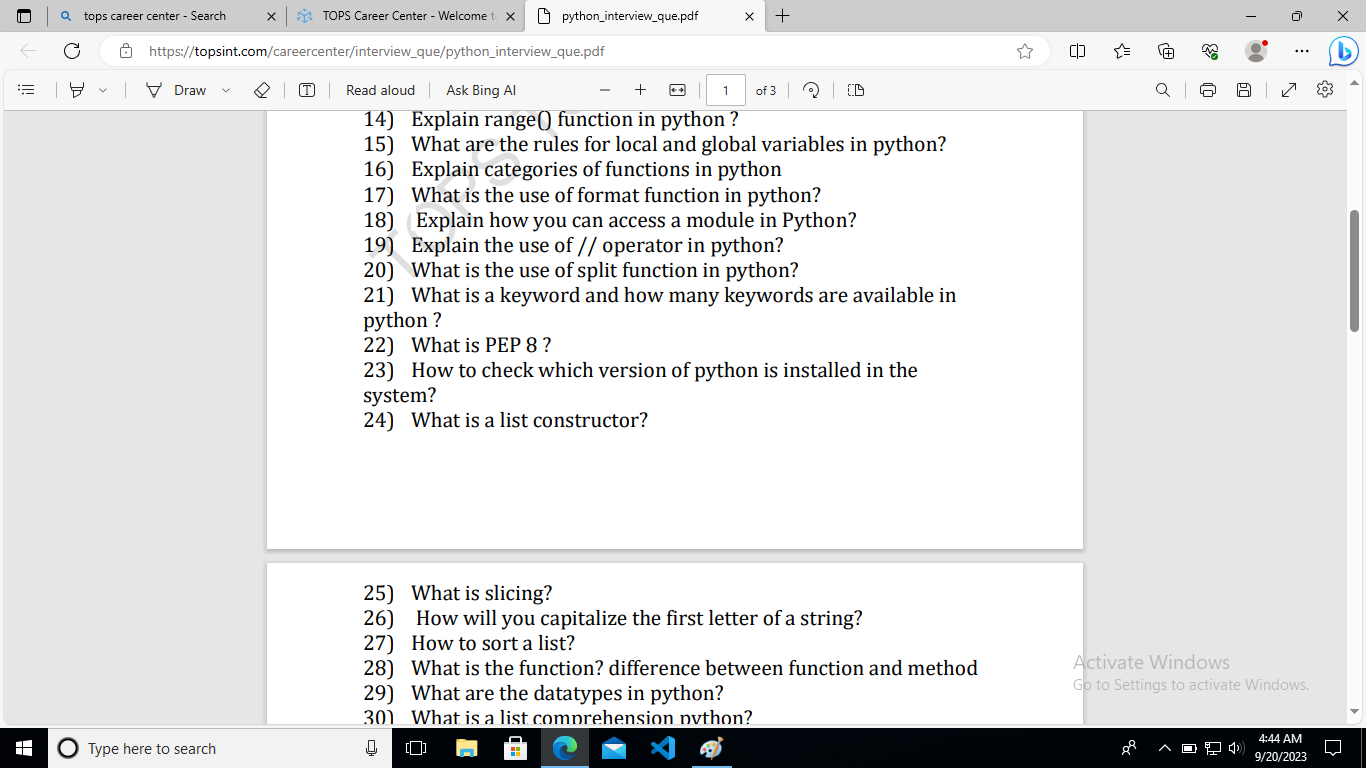 tops career center - Search
TOPS Career Center - Welcome t
python_interview_que.pdf
https://topsint.com/careercenter/interview_que/python_interview_que.pdf
Draw
Read aloud
Ask Bing AI
1
of 3
14) Explain range() function in python ?
15) What are the rules for local and global variables in python?
16) Explain categories of functions in python
17) What is the use of format function in python?
18) Explain how you can access a module in Python?
19) Explain the use of // operator in python?
20) What is the use of split function in python?
21) What is a keyword and how many keywords are available in
python ?
22) What is PEP 8 ?
23) How to check which version of python is installed in the
system?
24) What is a list constructor?
TOPS
25) What is slicing?
26) How will you capitalize the first letter of a string?
27) How to sort a list?
28) What is the function? difference between function and method
29) What are the datatypes in python?
30) What is a list comprehension python?
Activate Windows
Go to Settings to activate Windows.
Type here to search
4:44 AM
9/20/2023